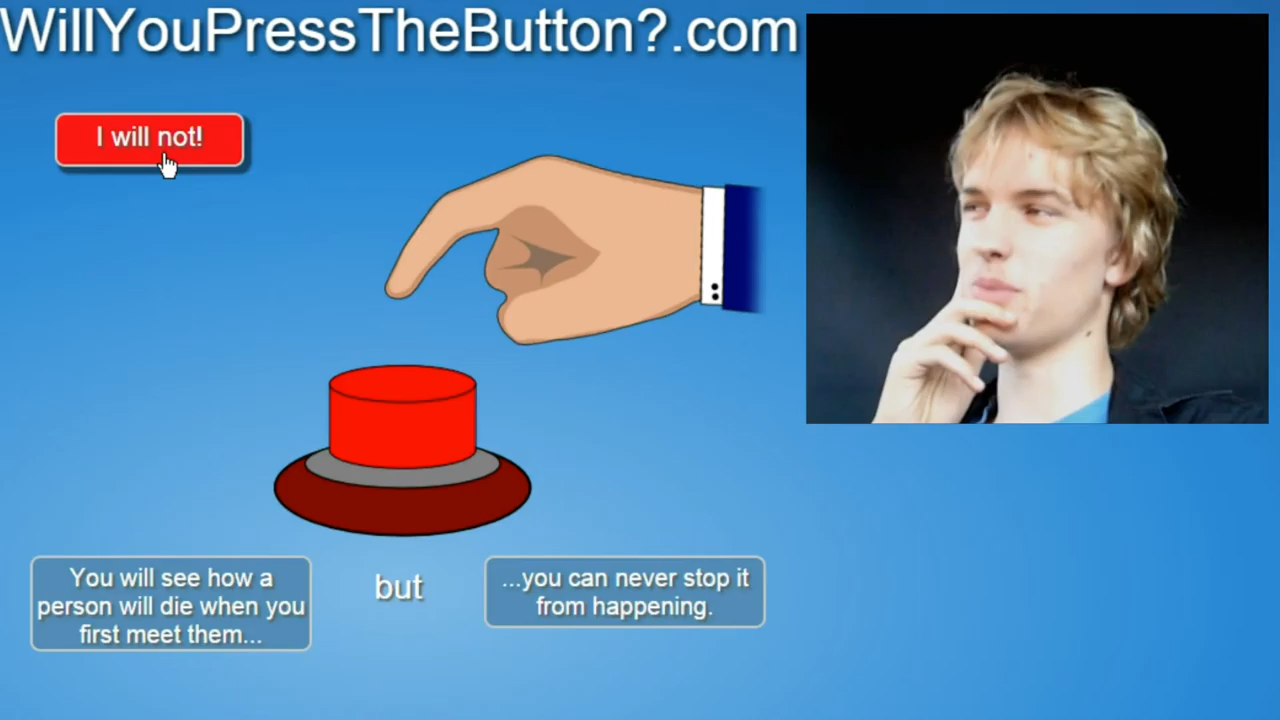 WillYouPressTheButton?.com
I will not!
You will see how a
person will die when you
first meet them...
but
...you can never stop it
from happening.